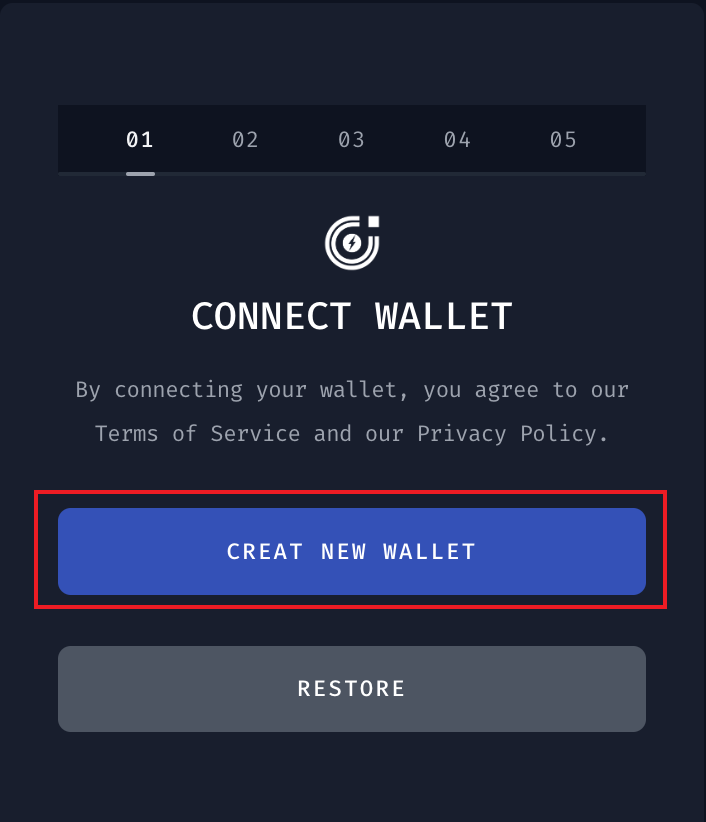 01 02 03 04 05
CONNECT WALLET
By connecting your wallet, you agree to our
Terms of Service and our Privacy Policy.
CREAT NEW WALLET
RESTORE